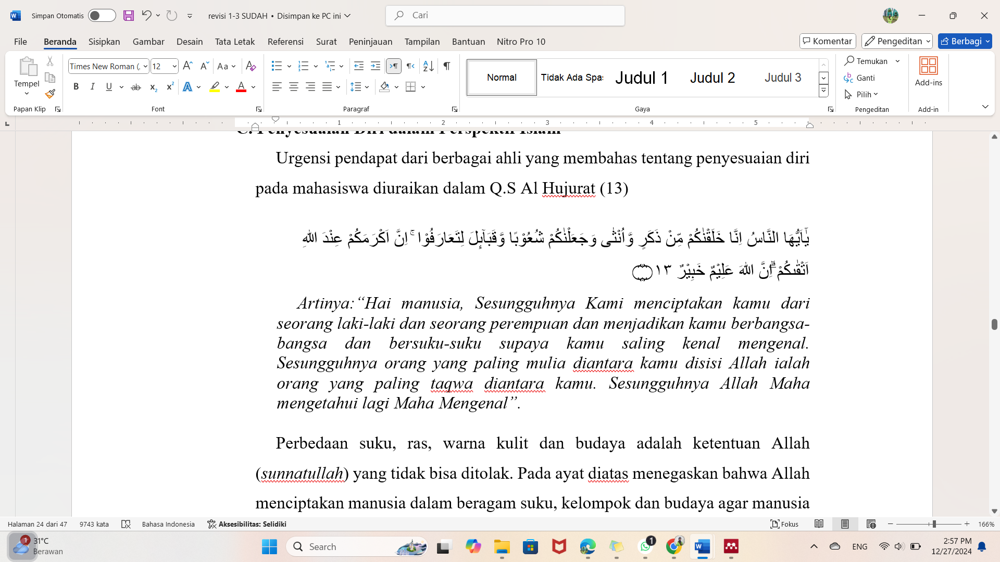 Simpan Otomatis
revisi 1-3 SUDAH • Disimpan ke PC ini
Cari
File Beranda Sisipkan Gambar Desain Tata Letak Referensi Surat Peninjauan Tampilan Bantuan Nitro Pro 10
Komentar Pengeditan Berbagi
Tempel
Papan Klip
Times New Roman (. 12
Font
Paragraf
Normal Tidak Ada Spas Judul 1 Judul 2 Judul 3
Gaya
Temukan
Ganti
Pilih
Pengeditan
Add-ins
Add-in
1 2 3 4 5
C. Penyesuaian Diri dalam Perspektif Islam
Urgensi pendapat dari berbagai ahli yang membahas tentang penyesuaian diri
pada mahasiswa diuraikan dalam Q.S Al Hujurat (13)
يٰٓاَيُّهَا النَّاسُ اِنَّا خَلَقْنٰكُمْ مِّنْ ذَكَرٍ وَّاُنْثٰى وَجَعَلْنٰكُمْ شُعُوْبًا وَّقَبَاۤىِٕلَ لِتَعَارَفُوْا ۚ اِنَّ اَكْرَمَكُمْ عِنْدَ اللّٰهِ
اَتْقٰىكُمْ ۗاِنَّ اللّٰهَ عَلِيْمٌ خَبِيْرٌ ١٣
Artinya:“Hai manusia, Sesungguhnya Kami menciptakan kamu dari
seorang laki-laki dan seorang perempuan dan menjadikan kamu berbangsa-
bangsa dan bersuku-suku supaya kamu saling kenal mengenal.
Sesungguhnya orang yang paling mulia diantara kamu disisi Allah ialah
orang yang paling taqwa diantara kamu. Sesungguhnya Allah Maha
mengetahui lagi Maha Mengenal”.
Perbedaan suku, ras, warna kulit dan budaya adalah ketentuan Allah
(sunnatullah) yang tidak bisa ditolak. Pada ayat diatas menegaskan bahwa Allah
menciptakan manusia dalam beragam suku, kelompok dan budaya agar manusia
Halaman 24 dari 47 9743 kata Bahasa Indonesia Aksesibilitas: Selidiki Fokus 166%
31°C
Berawan
Search
ENG
2:57 PM
12/27/2024